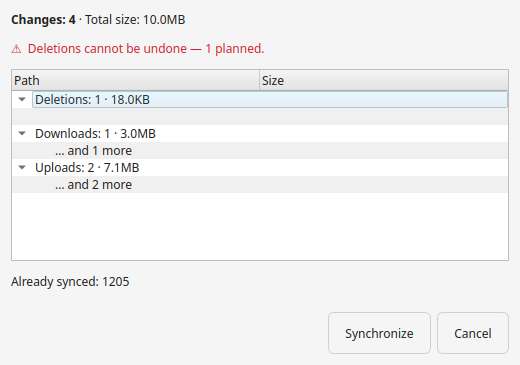 Changes: 4 · Total size: 10.0MB
⚠ Deletions cannot be undone — 1 planned.
Path Size
Deletions: 1 · 18.0KB
Downloads: 1 · 3.0MB
... and 1 more
Uploads: 2 · 7.1MB
... and 2 more
Already synced: 1205
Synchronize Cancel